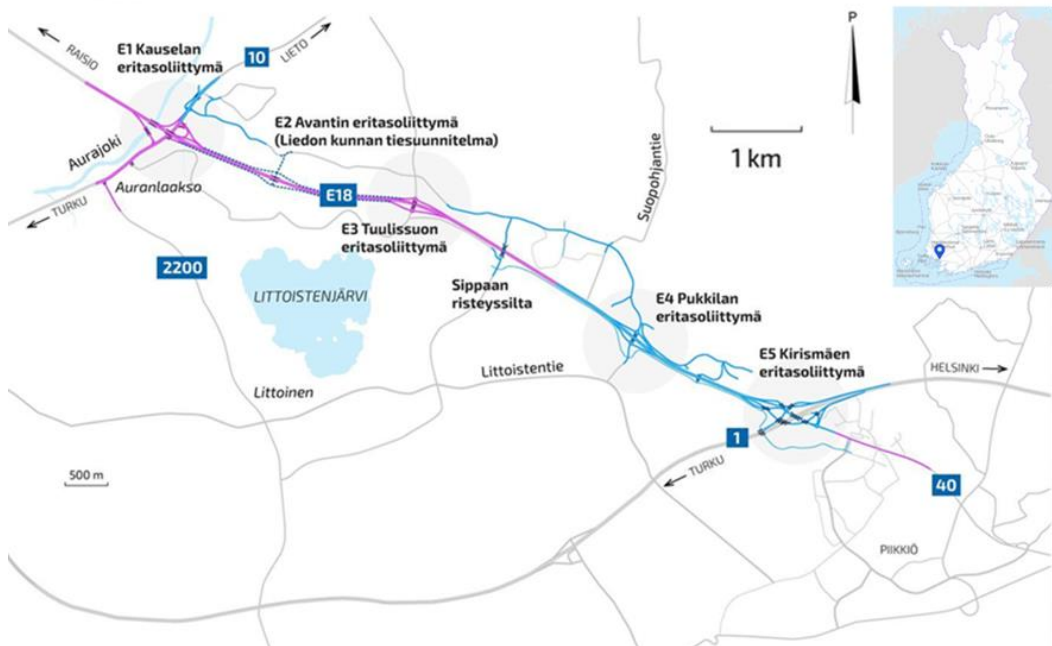 P
E1 Kauselan
eritasoliittymä
RAISIO
10
LIETO
E2 Avantin eritasoliittymä
(Liedon kunnan tiesuunnitelma)
1 km
Suopohjantie
Aurajoki
Auranlaakso
E18
TURKU
E3 Tuulissuon
eritasoliittymä
2200
LITTOISTENJÄRVI
Sippaan
risteyssilta
E4 Pukkilan
eritasoliittymä
E5 Kirismäen
eritasoliittymä
HELSINKI
Littoistentie
Littoinen
1
TURKU
500 m
40
PIIKKIÖ